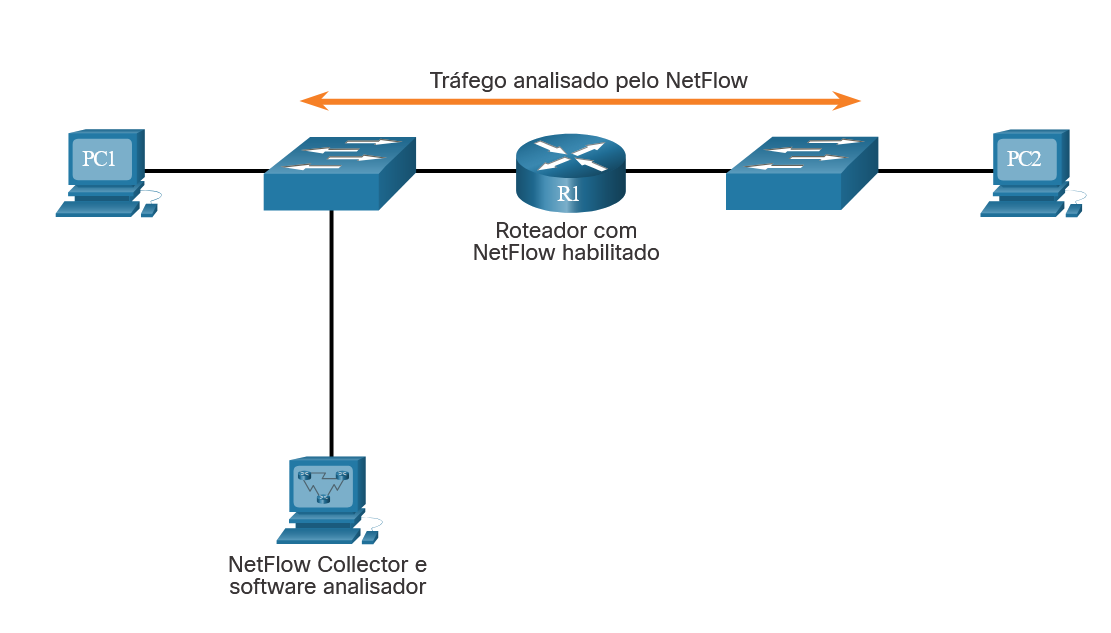 Tráfego analisado pelo NetFlow
PC1
R1
PC2
Roteador com
NetFlow habilitado
NetFlow Collector e
software analisador